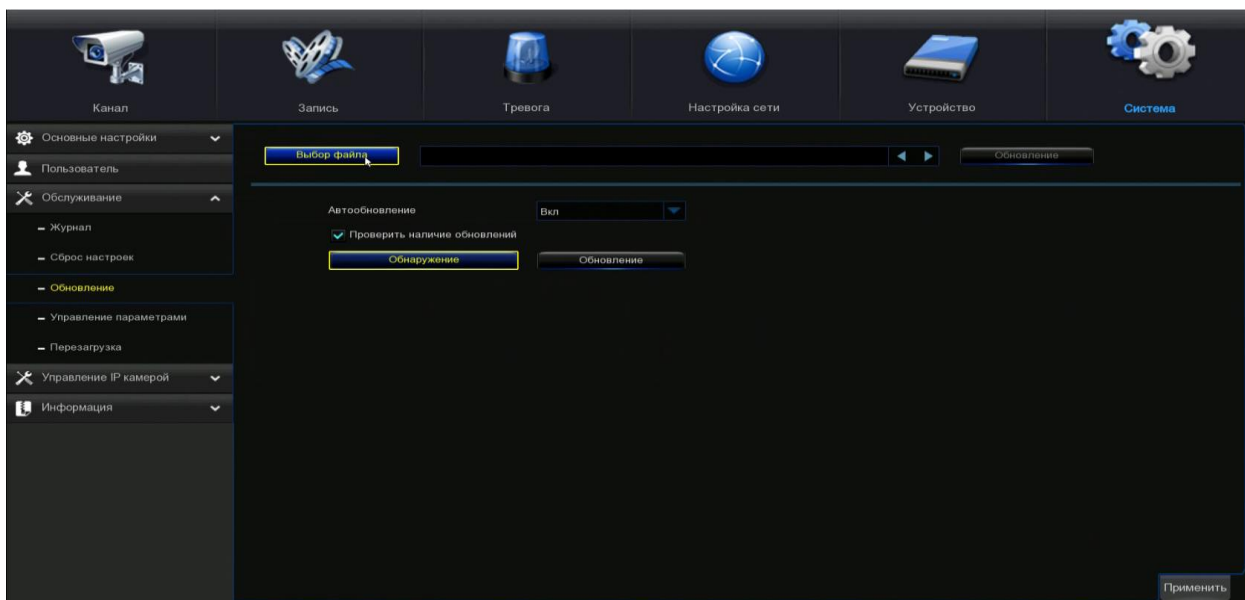 Канал Запись Тревога Настройка сети Устройство Система
Основные настройки
Выбор файла Обновление
Пользователь
Обслуживание
Автообновление Вкл
Журнал
Проверить наличие обновлений
Сброс настроек
Обнаружение Обновление
Обновление
Управление параметрами
Перезагрузка
Управление IP камерой
Информация
Применить